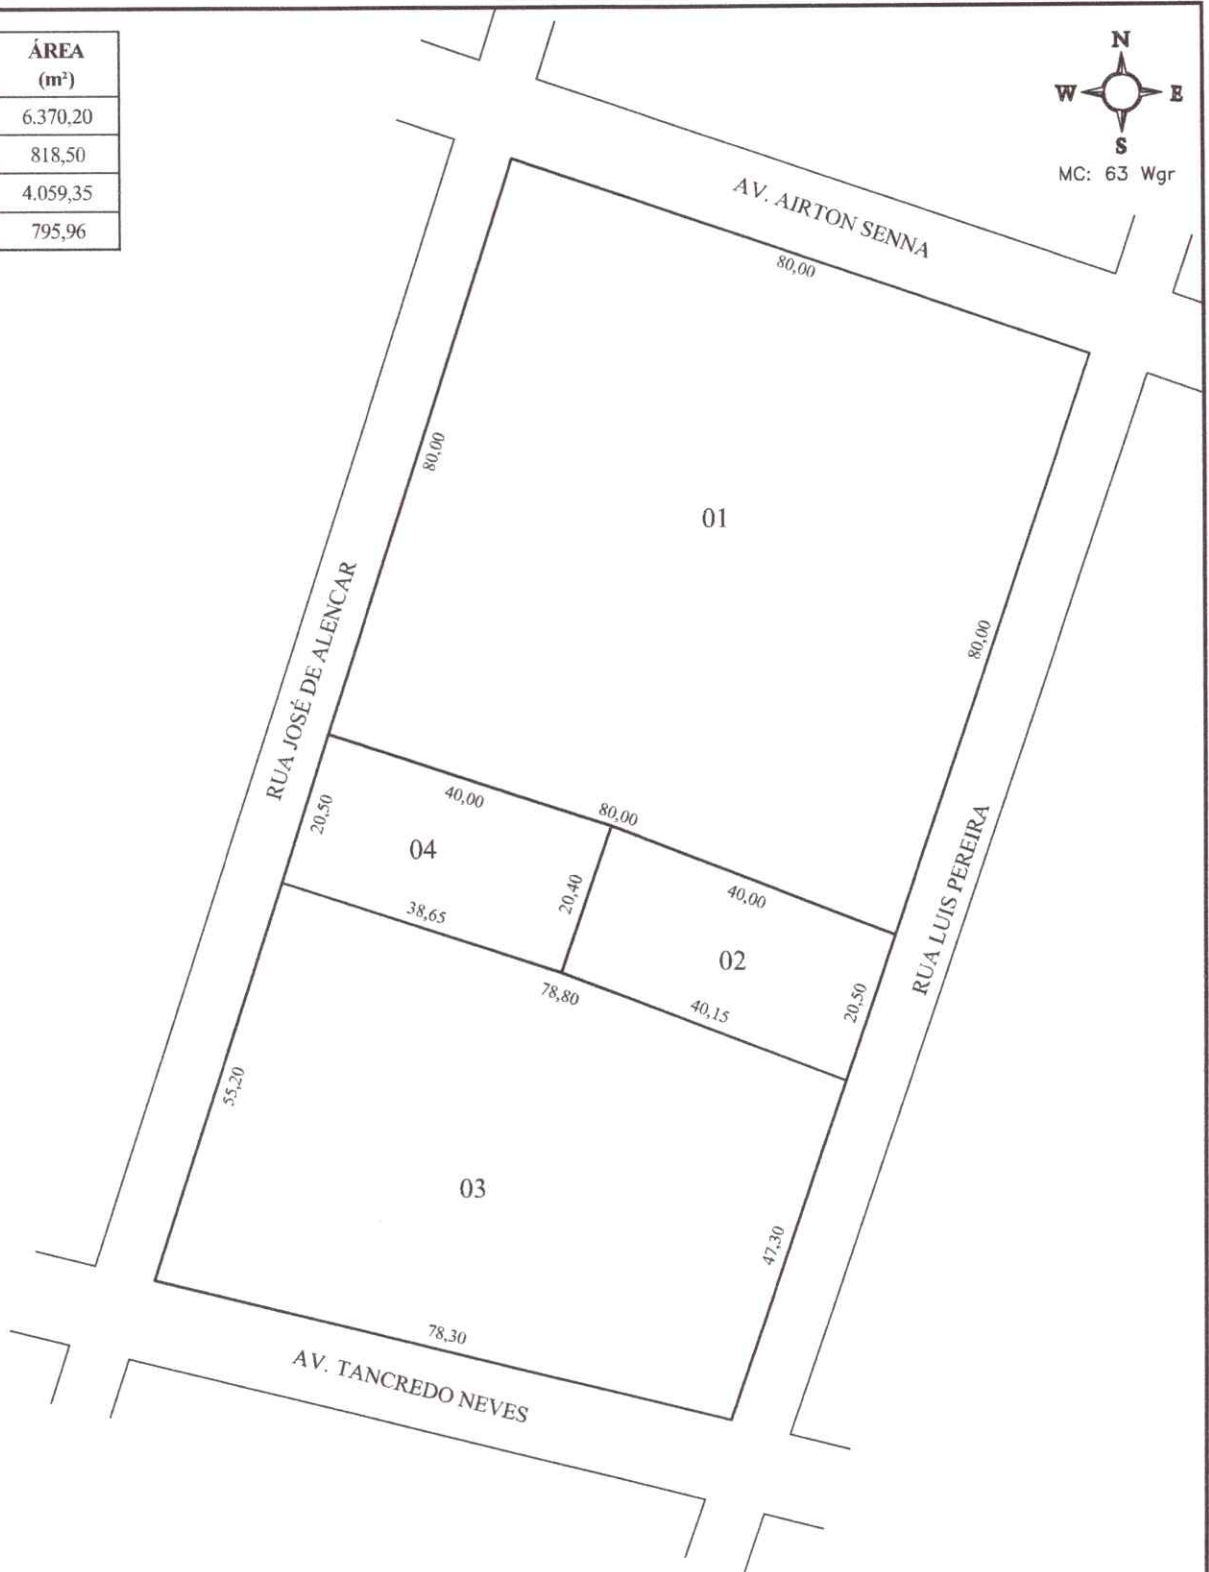 ÁREA
(m²)
6.370,20
818,50
4.059,35
795,96
N
W E
S
MC: 63 Wgr
AV. AIRTON SENNA
80,00
80,00
01
80,00
RUA JOSÉ DE ALENCAR
40,00
80,00
20,50
04
20,40
40,00
38,65
02
RUA LUIS PEREIRA
78,80
40,15
20,50
55,20
03
47,30
78,30
AV. TANCREDO NEVES